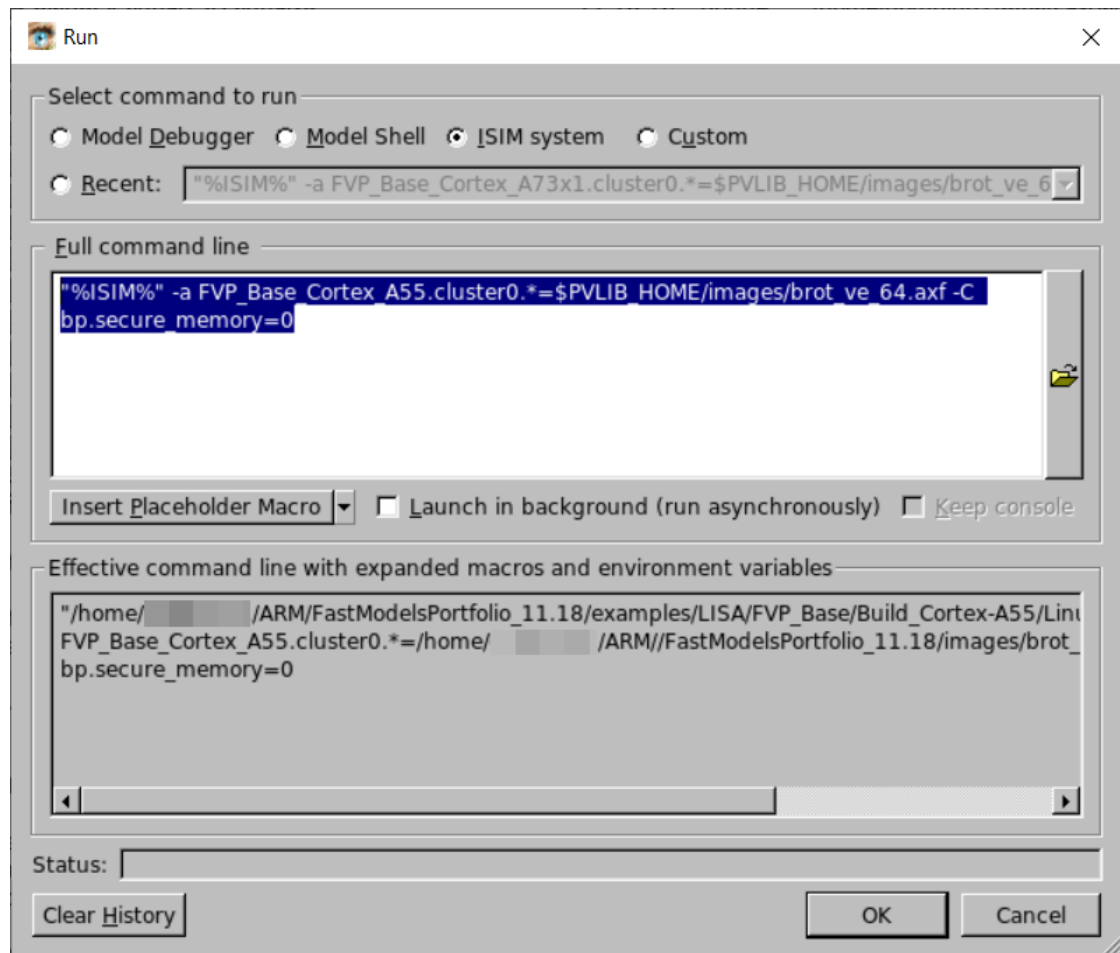 Run
Select command to run
Model Debugger Model Shell ISIM system Custom
Recent: "%ISIM%" -a FVP_Base_Cortex_A73x1.cluster0.*=$PVLIB_HOME/images/brot_ve_6
Full command line
"%ISIM%" -a FVP_Base_Cortex_A55.cluster0.*=$PVLIB_HOME/images/brot_ve_64.axf -C
bp.secure_memory=0
Insert Placeholder Macro Launch in background (run asynchronously) Keep console
Effective command line with expanded macros and environment variables
"/home/ /ARM/FastModelsPortfolio_11.18/examples/LISA/FVP_Base/Build_Cortex-A55/Linu
FVP_Base_Cortex_A55.cluster0.*=/home/ /ARM//FastModelsPortfolio_11.18/images/brot_
bp.secure_memory=0
Status:
Clear History OK Cancel